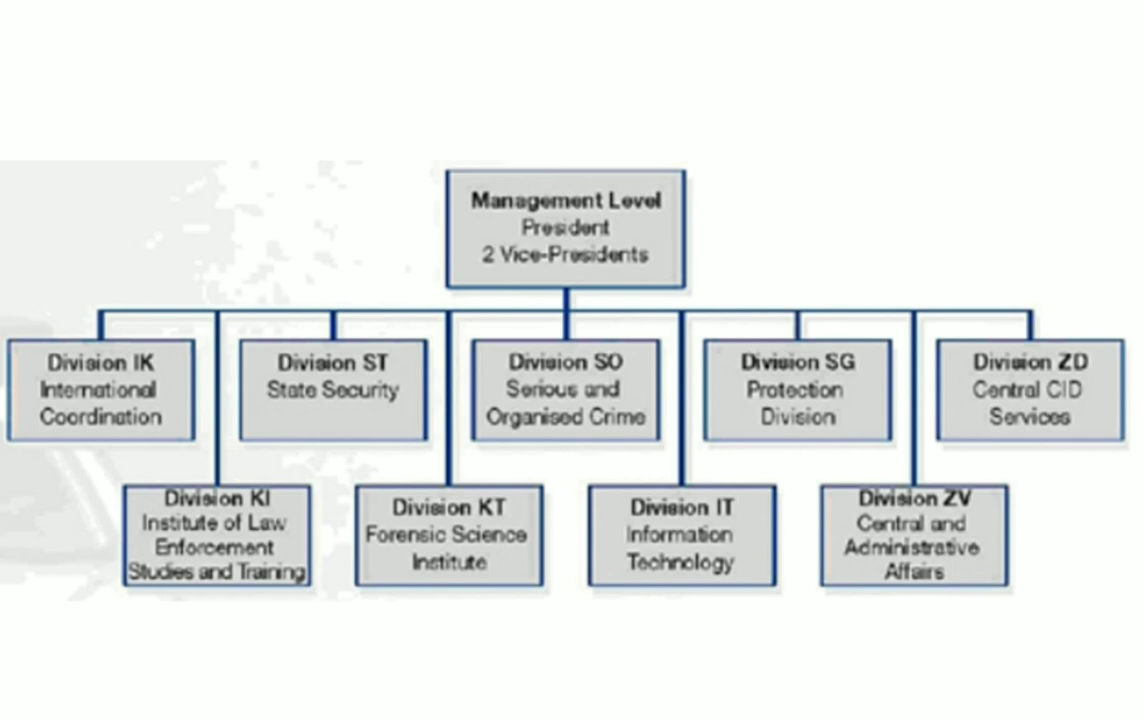 Management Level
President
2 Vice-Presidents
Division IK
International
Coordination
Division ST
State Security
Division SO
Serious and
Organised Crime
Division SG
Protection
Division
Division ZD
Central CID
Services
Division KI
Institute of Law
Enforcement
Studies and Training
Division KT
Forensic Science
Institute
Division IT
Information
Technology
Division ZV
Central and
Administrative
Affairs